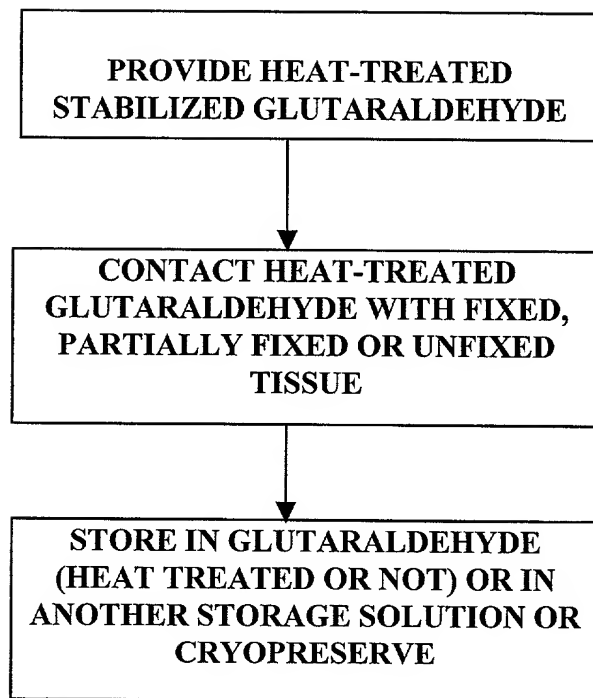 PROVIDE HEAT-TREATED
STABILIZED GLUTARALDEHYDE
CONTACT HEAT-TREATED
GLUTARALDEHYDE WITH FIXED,
PARTIALLY FIXED OR UNFIXED
TISSUE
STORE IN GLUTARALDEHYDE
(HEAT TREATED OR NOT) OR IN
ANOTHER STORAGE SOLUTION OR
CRYOPRESERVE